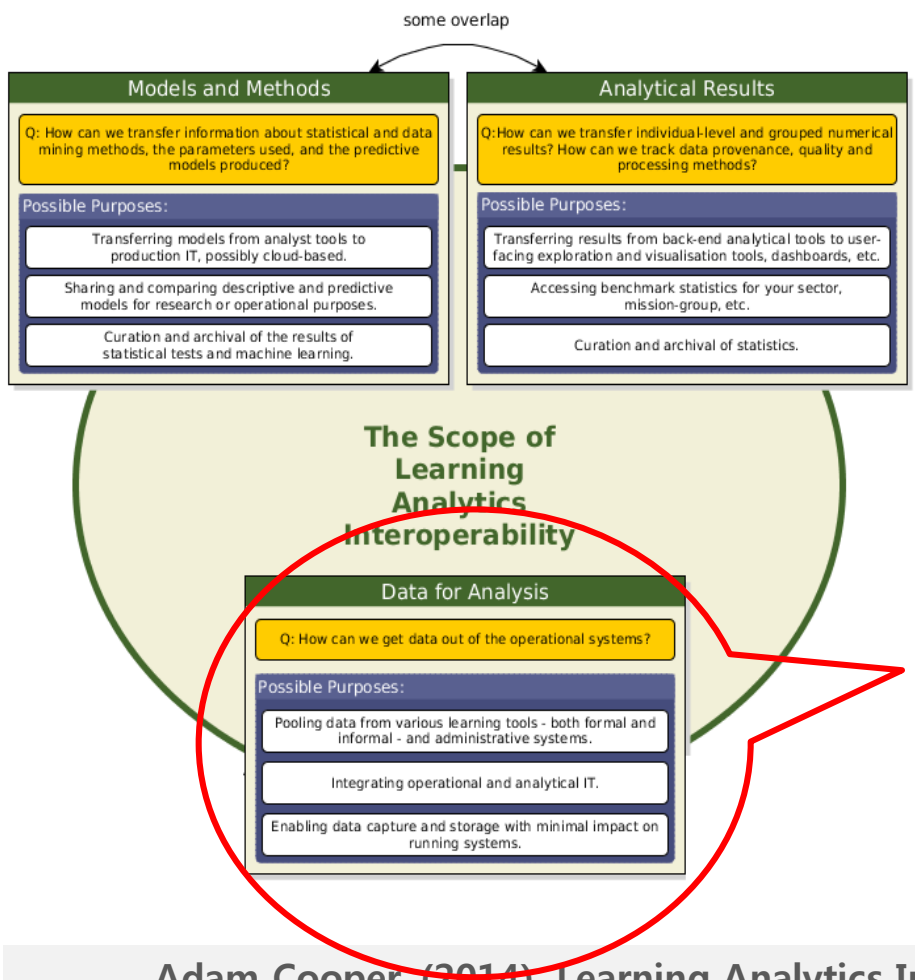 some overlap
Models and Methods
Q: How can we transfer information about statistical and data
mining methods, the parameters used, and the predictive
models produced?
Possible Purposes:
Transferring models from analyst tools to
production IT, possibly cloud-based.
Sharing and comparing descriptive and predictive
models for research or operational purposes.
Curation and archival of the results of
statistical tests and machine learning.
Analytical Results
Q:How can we transfer individual-level and grouped numerical
results? How can we track data provenance, quality and
processing methods?
Possible Purposes:
Transferring results from back-end analytical tools to user-
facing exploration and visualisation tools, dashboards, etc.
Accessing benchmark statistics for your sector,
mission-group, etc.
Curation and archival of statistics.
The Scope of
Learning
Analytics
Interoperability
Data for Analysis
Q: How can we get data out of the operational systems?
Possible Purposes:
Pooling data from various learning tools - both formal and
informal - and administrative systems.
Integrating operational and analytical IT.
Enabling data capture and storage with minimal impact on
running systems.
Adam Cooper (2014) Learning Analytics